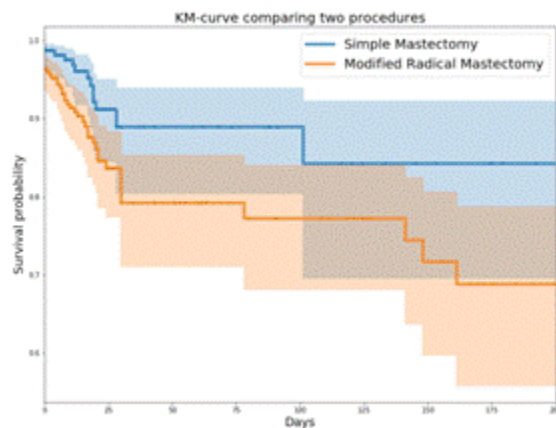 KM-curve comparing two procedures
Simple Mastectomy
Modified Radical Mastectomy
Survival probability
1.0
0.9
0.8
0.7
0.6
0
25
50
75
100
125
150
175
200
Days